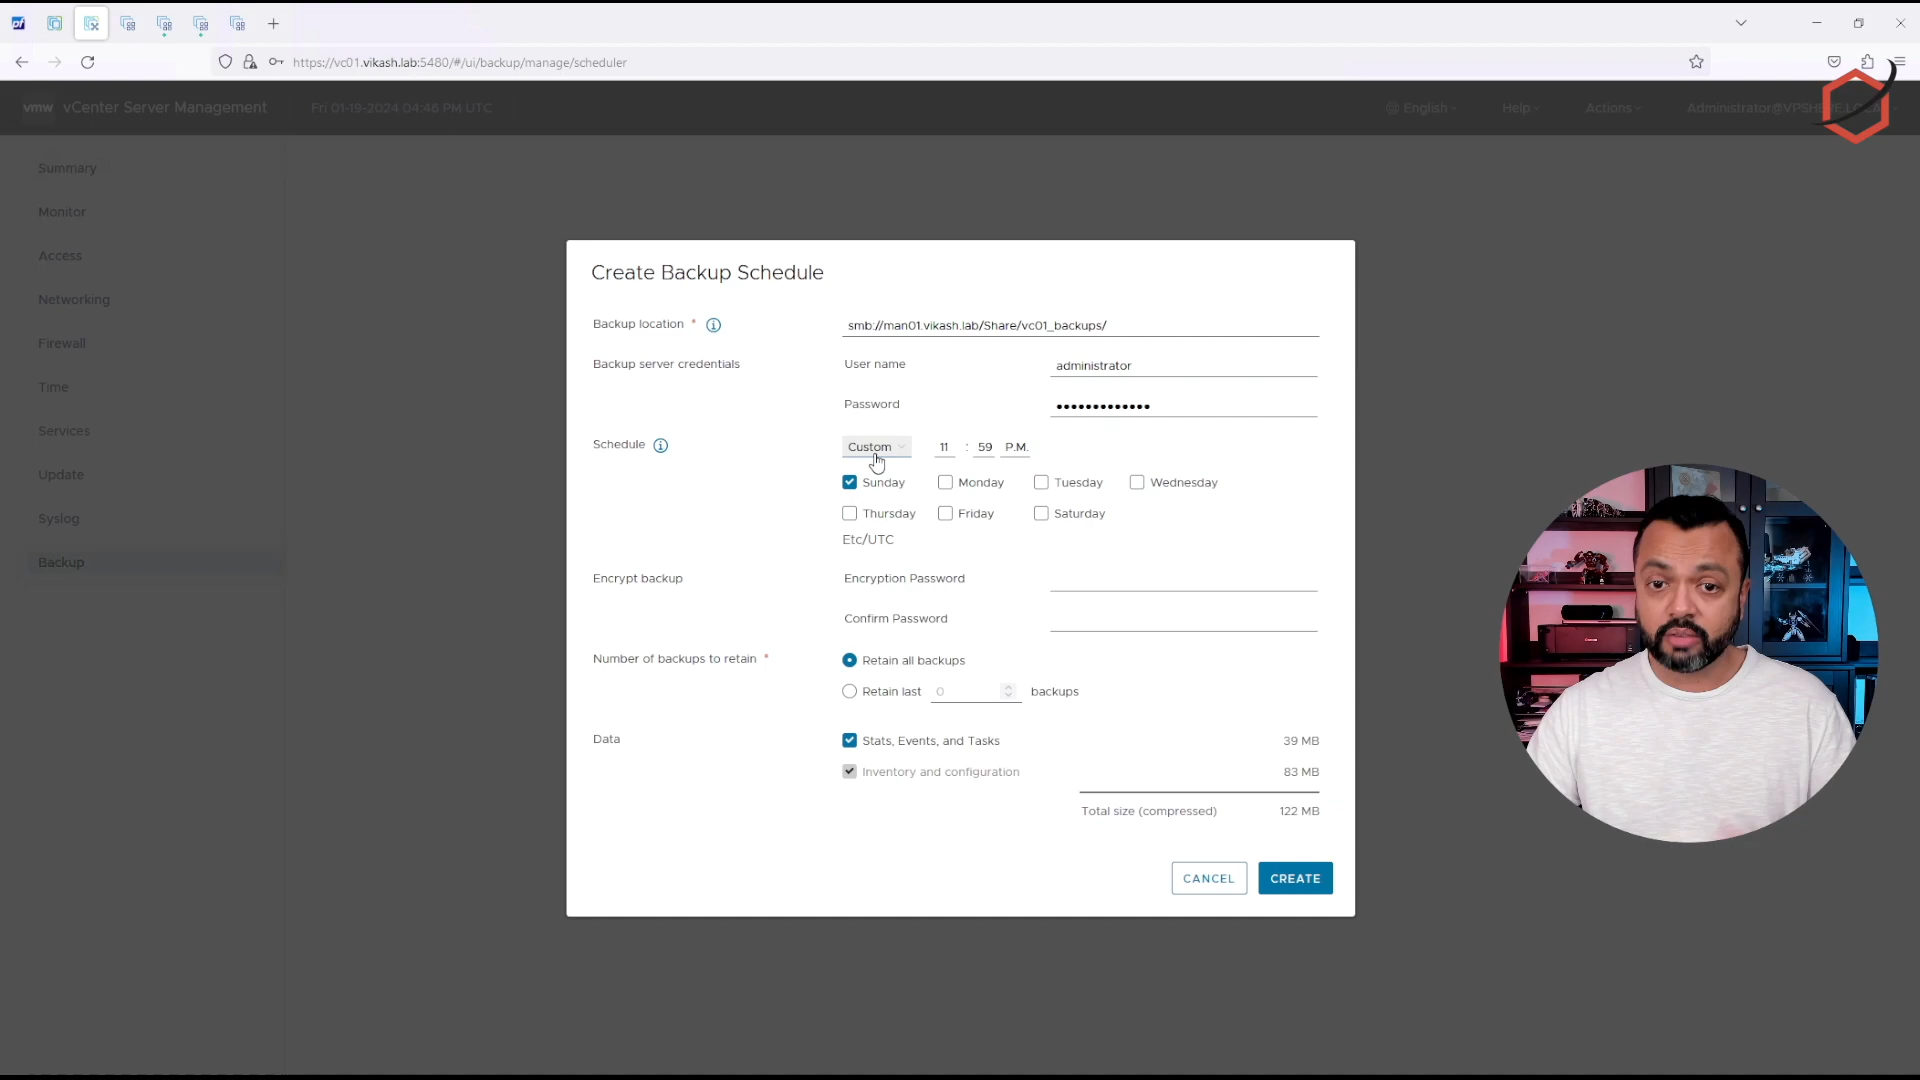 https://vc01.vikash.lab:5480/#/ui/backup/manage/scheduler
vmw vCenter Server Management Fri 01-19-2024 04:46 PM UTC English Help Actions
Summary
Monitor
Access
Networking
Firewall
Time
Services
Update
Syslog
Backup
Create Backup Schedule
Backup location * smb://man01.vikash.lab/Share/vc01_backups/
Backup server credentials User name administrator
Password •••••••••••••
Schedule Custom 11 : 59 P.M.
Sunday Monday Tuesday Wednesday
Thursday Friday Saturday
Etc/UTC
Encrypt backup Encryption Password
Confirm Password
Number of backups to retain * Retain all backups
Retain last 0 backups
Data Stats, Events, and Tasks 39 MB
Inventory and configuration 83 MB
Total size (compressed) 122 MB
CANCEL CREATE